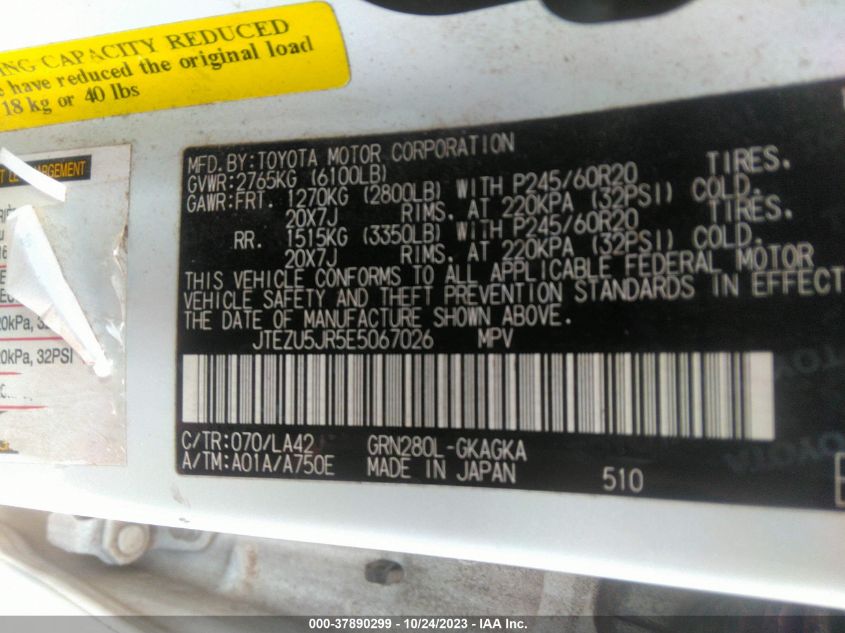 NG CAPACITY REDUCED
have reduced the original load
18 kg or 40 lbs
MFD. BY: TOYOTA MOTOR CORPORATION
GVWR: 2765KG (6100LB)
GAWR: FRT. 1270KG (2800LB) WITH P245/60R20 TIRES.
20X7J RIMS. AT 220KPA (32PSI) COLD.
RR. 1515KG (3350LB) WITH P245/60R20 TIRES.
20X7J RIMS. AT 220KPA (32PSI) COLD.
THIS VEHICLE CONFORMS TO ALL APPLICABLE FEDERAL MOTOR
VEHICLE SAFETY AND THEFT PREVENTION STANDARDS IN EFFECT
THE DATE OF MANUFACTURE SHOWN ABOVE.
JTEZU5JR5E5067026 MPV
C/TR: 070/LA42 GRN280L-GKAGKA
A/TM: A01A/A750E MADE IN JAPAN 510
20kPa, 32PSI
TOYOTA
000-37890299 - 10/24/2023 - IAA Inc.